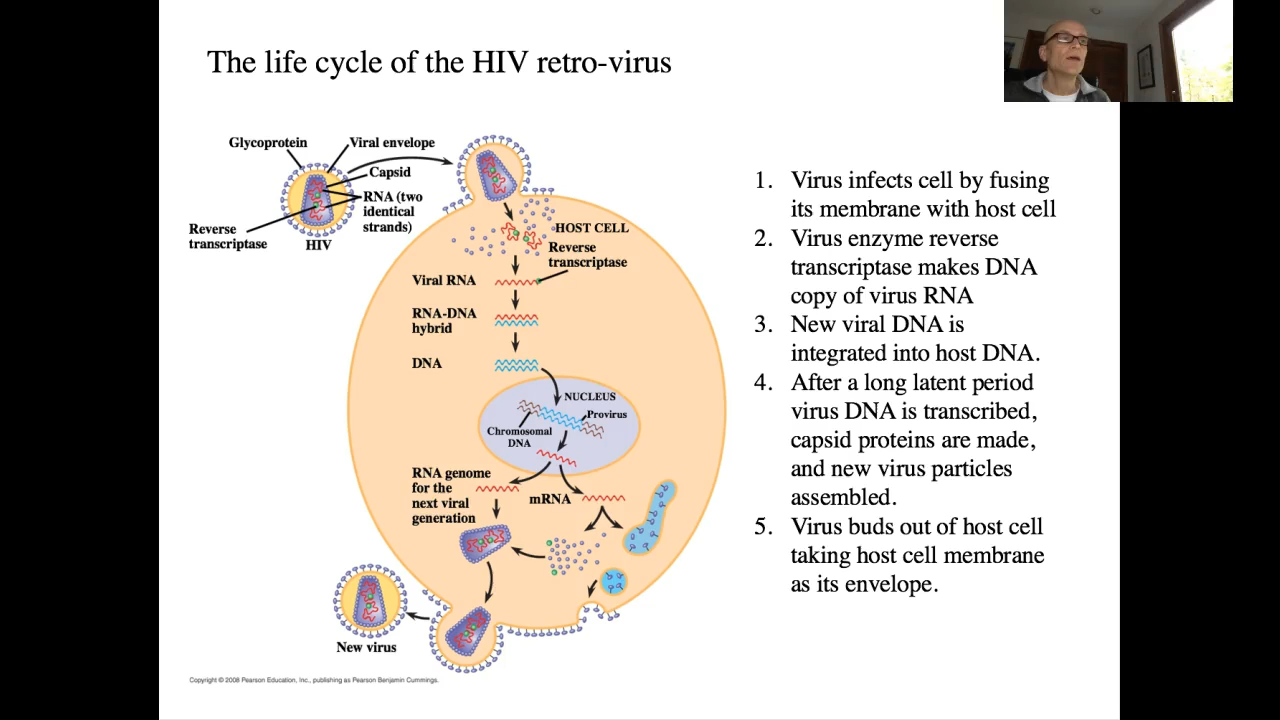 The life cycle of the HIV retro-virus
Glycoprotein
Viral envelope
Capsid
RNA (two
identical
strands)
Reverse
transcriptase
HIV
HOST CELL
Reverse
transcriptase
Viral RNA
RNA-DNA
hybrid
DNA
NUCLEUS
Provirus
Chromosomal
DNA
RNA genome
for the
next viral
generation
mRNA
New virus
Copyright © 2008 Pearson Education, Inc., publishing as Pearson Benjamin Cummings.
1. Virus infects cell by fusing
its membrane with host cell
2. Virus enzyme reverse
transcriptase makes DNA
copy of virus RNA
3. New viral DNA is
integrated into host DNA.
4. After a long latent period
virus DNA is transcribed,
capsid proteins are made,
and new virus particles
assembled.
5. Virus buds out of host cell
taking host cell membrane
as its envelope.